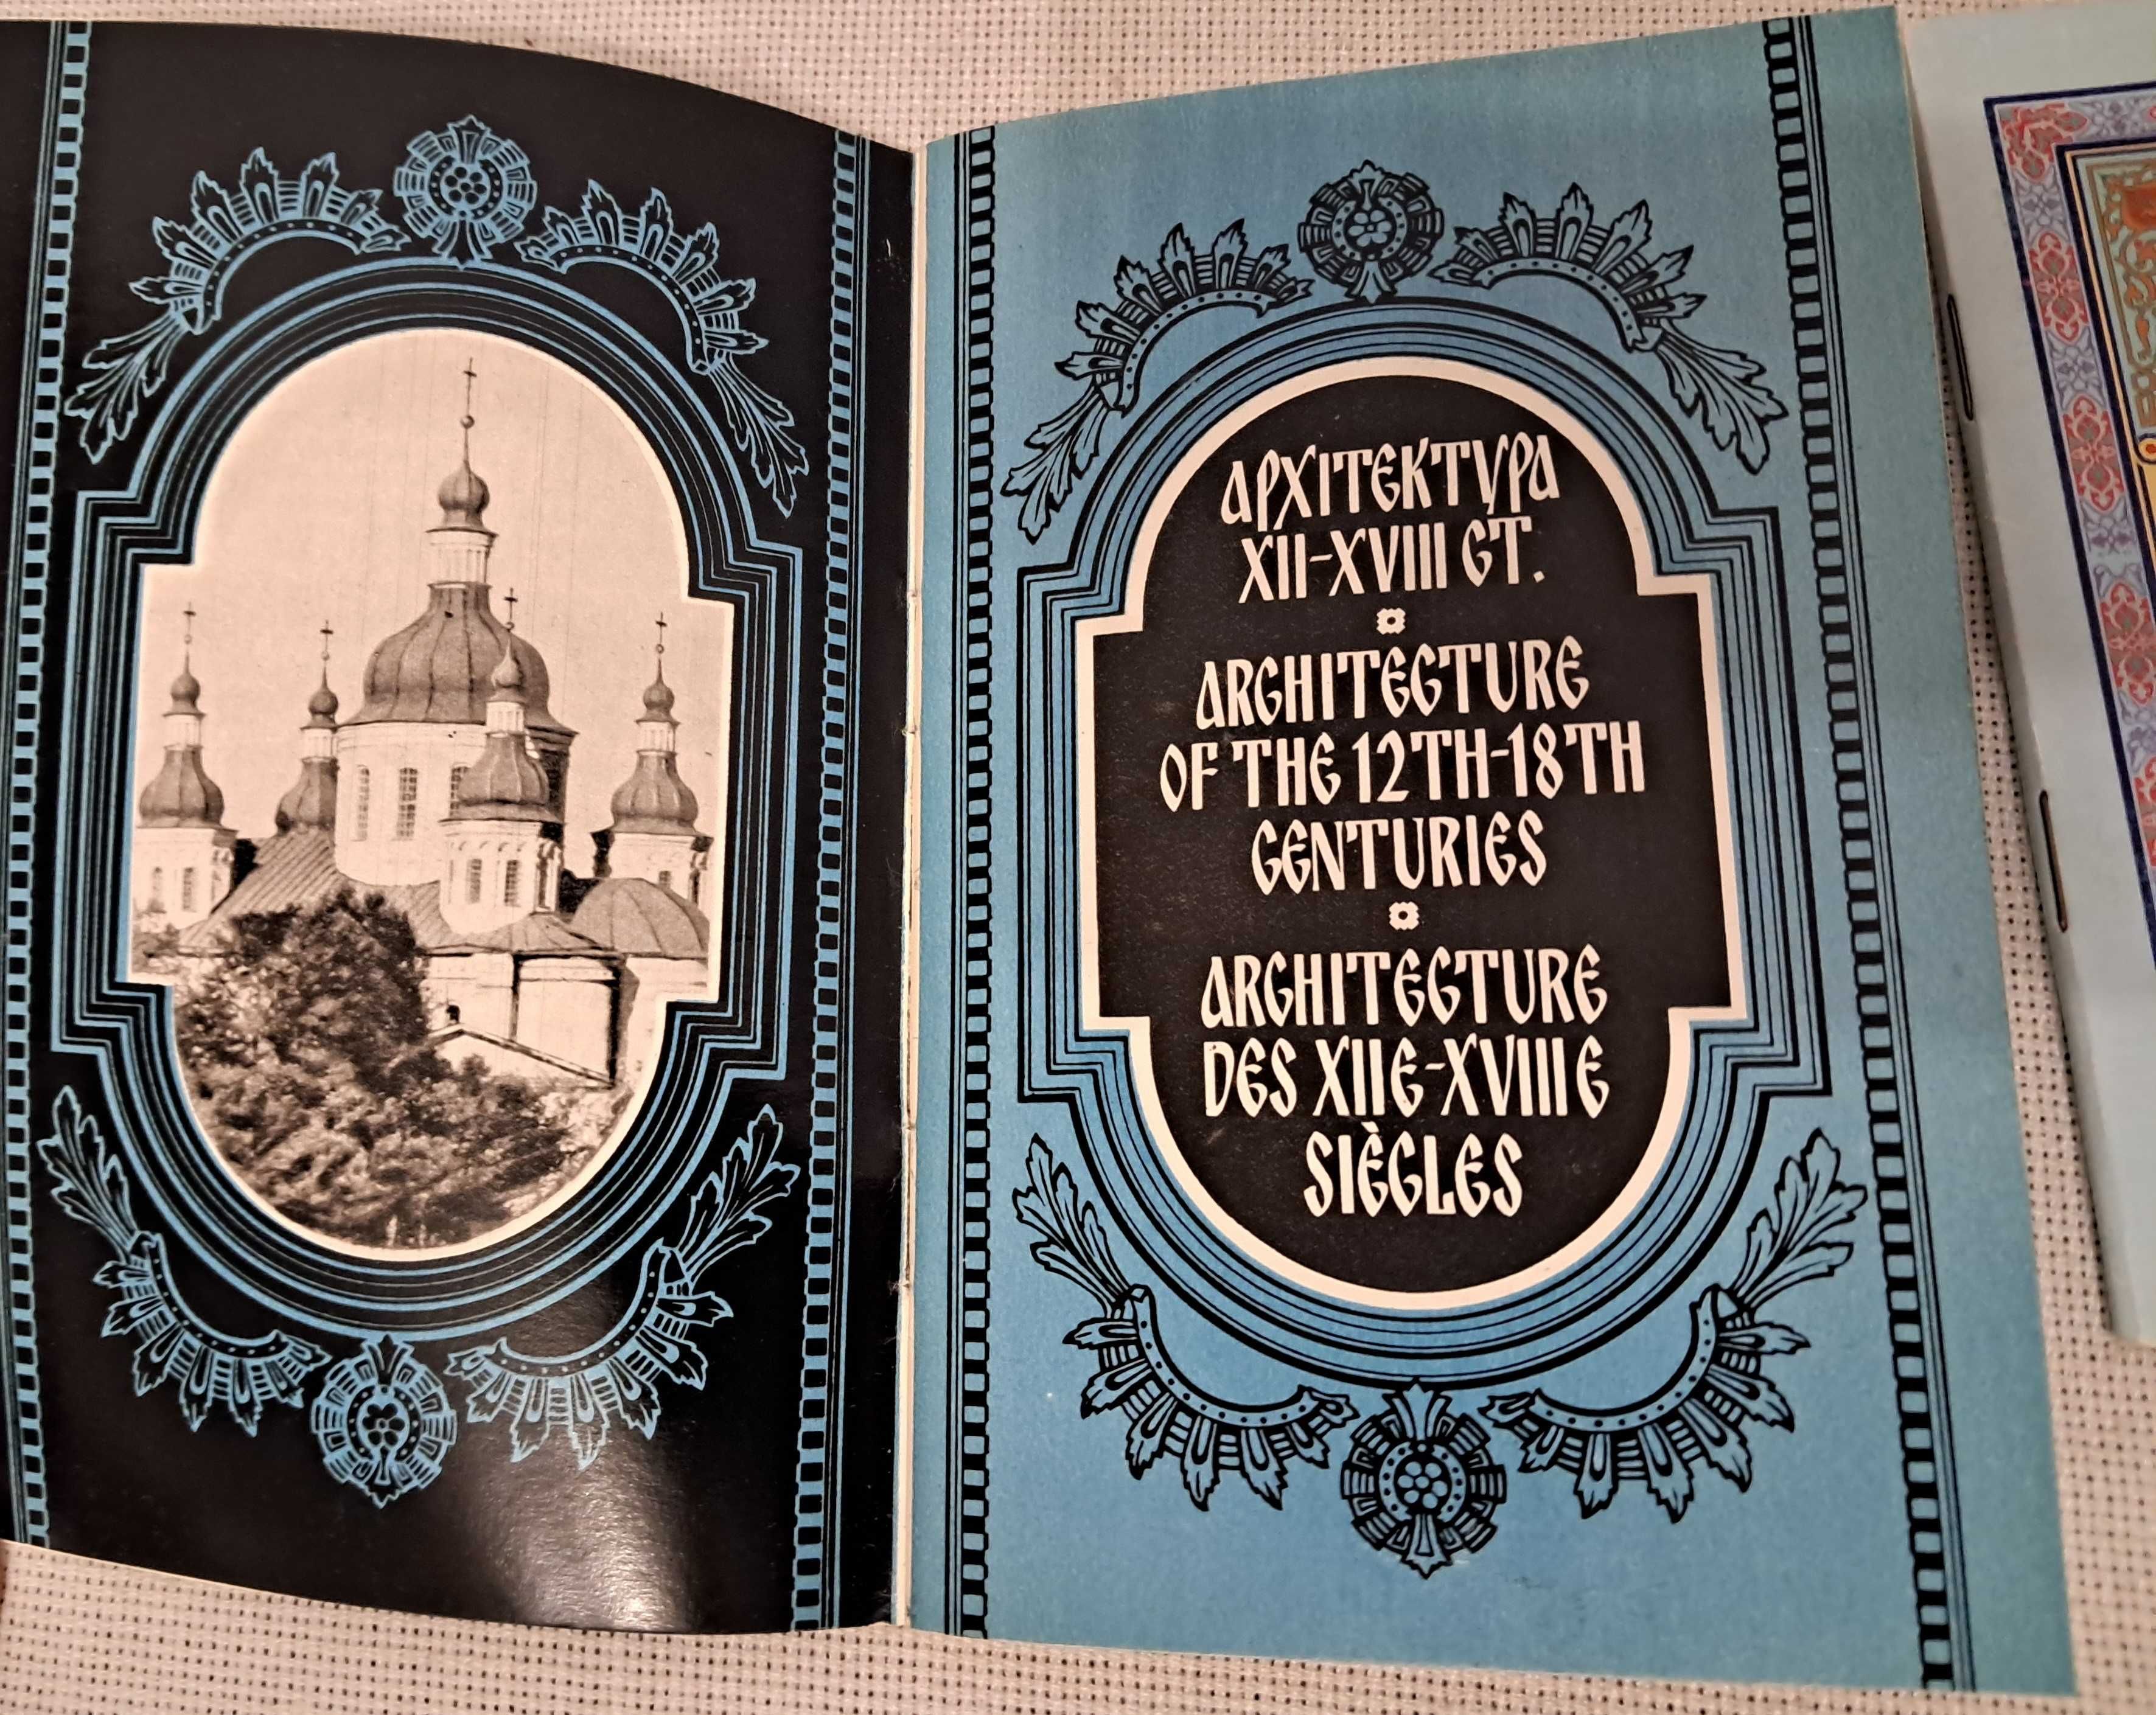 АРХІТЕКТУРА
XII-XVIII СТ.
ARCHITECTURE
OF THE 12TH-18TH
CENTURIES
ARCHITECTURE
DES XIIE-XVIIIE
SIÈCLES